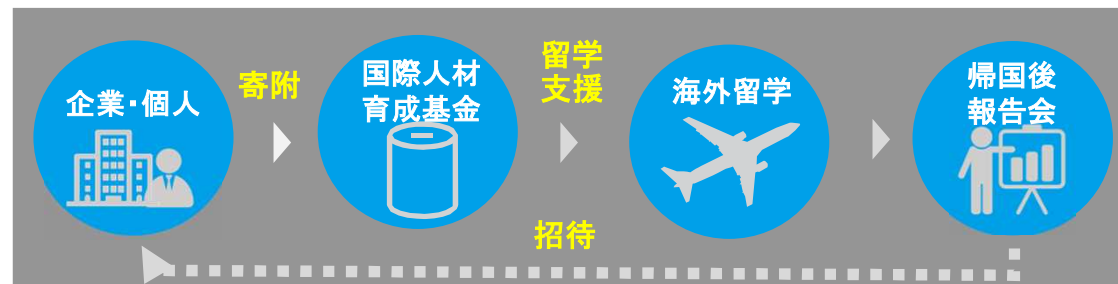 企業・個人
寄附
国際人材
育成基金
留学
支援
海外留学
帰国後
報告会
招待